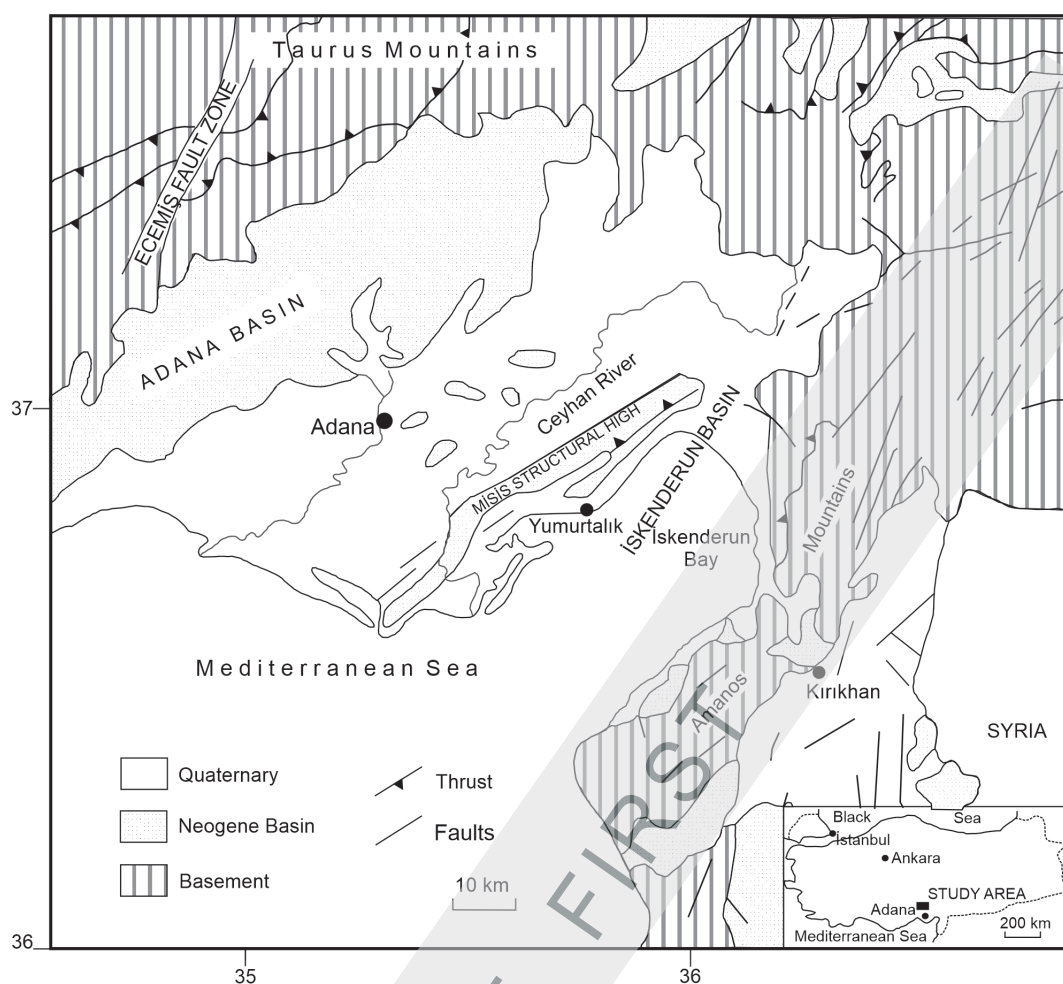 Taurus Mountains
ECEMİŞ FAULT ZONE
ADANA BASIN
37
Adana
Ceyhan River
MİSİS STRUCTURAL HIGH
İSKENDERUN BASIN
Yumurtalık
İskenderun
Bay
Mountains
Amanos
Kırıkhan
Mediterranean Sea
SYRIA
Quaternary
Neogene Basin
Basement
Thrust
Faults
10 km
FIRST
Black
Sea
İstanbul
Ankara
STUDY AREA
Adana
Mediterranean Sea
200 km
36
35
36